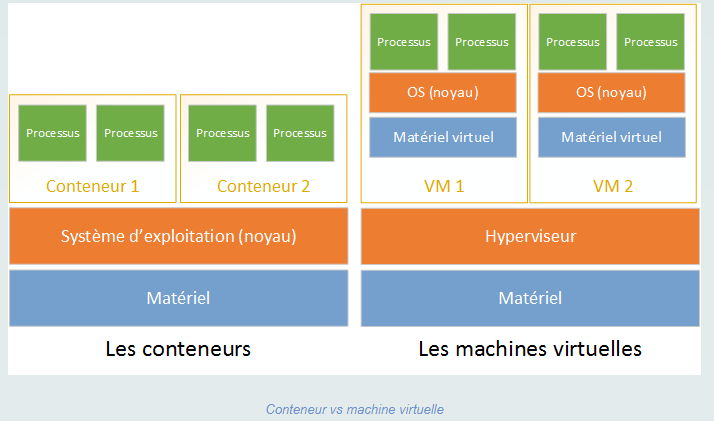 Processus Processus
Conteneur 1
Processus Processus
Conteneur 2
Système d’exploitation (noyau)
Matériel
Les conteneurs
Processus Processus
OS (noyau)
Matériel virtuel
VM 1
Processus Processus
OS (noyau)
Matériel virtuel
VM 2
Hyperviseur
Matériel
Les machines virtuelles
Conteneur vs machine virtuelle